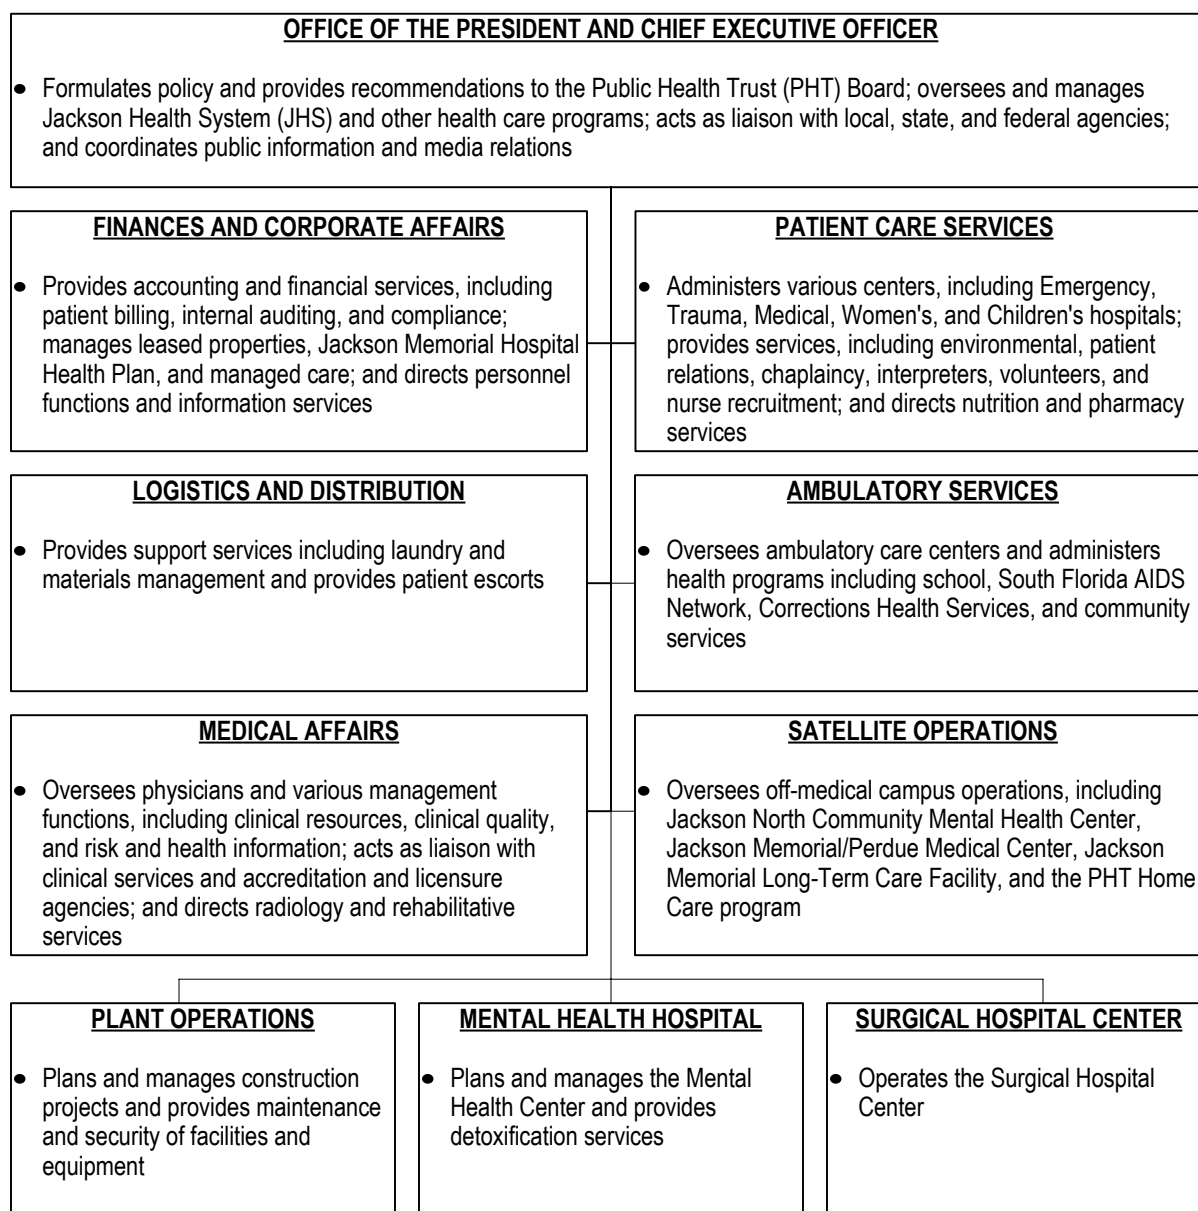 OFFICE OF THE PRESIDENT AND CHIEF EXECUTIVE OFFICER
• Formulates policy and provides recommendations to the Public Health Trust (PHT) Board; oversees and manages
Jackson Health System (JHS) and other health care programs; acts as liaison with local, state, and federal agencies;
and coordinates public information and media relations
FINANCES AND CORPORATE AFFAIRS
• Provides accounting and financial services, including
patient billing, internal auditing, and compliance;
manages leased properties, Jackson Memorial Hospital
Health Plan, and managed care; and directs personnel
functions and information services
PATIENT CARE SERVICES
• Administers various centers, including Emergency,
Trauma, Medical, Women's, and Children's hospitals;
provides services, including environmental, patient
relations, chaplaincy, interpreters, volunteers, and
nurse recruitment; and directs nutrition and pharmacy
services
LOGISTICS AND DISTRIBUTION
• Provides support services including laundry and
materials management and provides patient escorts
AMBULATORY SERVICES
• Oversees ambulatory care centers and administers
health programs including school, South Florida AIDS
Network, Corrections Health Services, and community
services
MEDICAL AFFAIRS
• Oversees physicians and various management
functions, including clinical resources, clinical quality,
and risk and health information; acts as liaison with
clinical services and accreditation and licensure
agencies; and directs radiology and rehabilitative
services
SATELLITE OPERATIONS
• Oversees off-medical campus operations, including
Jackson North Community Mental Health Center,
Jackson Memorial/Perdue Medical Center, Jackson
Memorial Long-Term Care Facility, and the PHT Home
Care program
PLANT OPERATIONS
• Plans and manages construction
projects and provides maintenance
and security of facilities and
equipment
MENTAL HEALTH HOSPITAL
• Plans and manages the Mental
Health Center and provides
detoxification services
SURGICAL HOSPITAL CENTER
• Operates the Surgical Hospital
Center